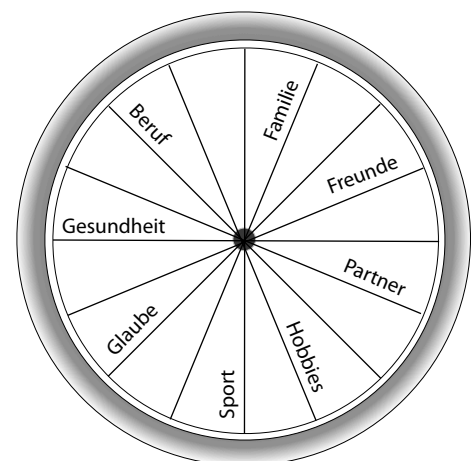 Familie
Freunde
Partner
Hobbies
Sport
Glaube
Gesundheit
Beruf